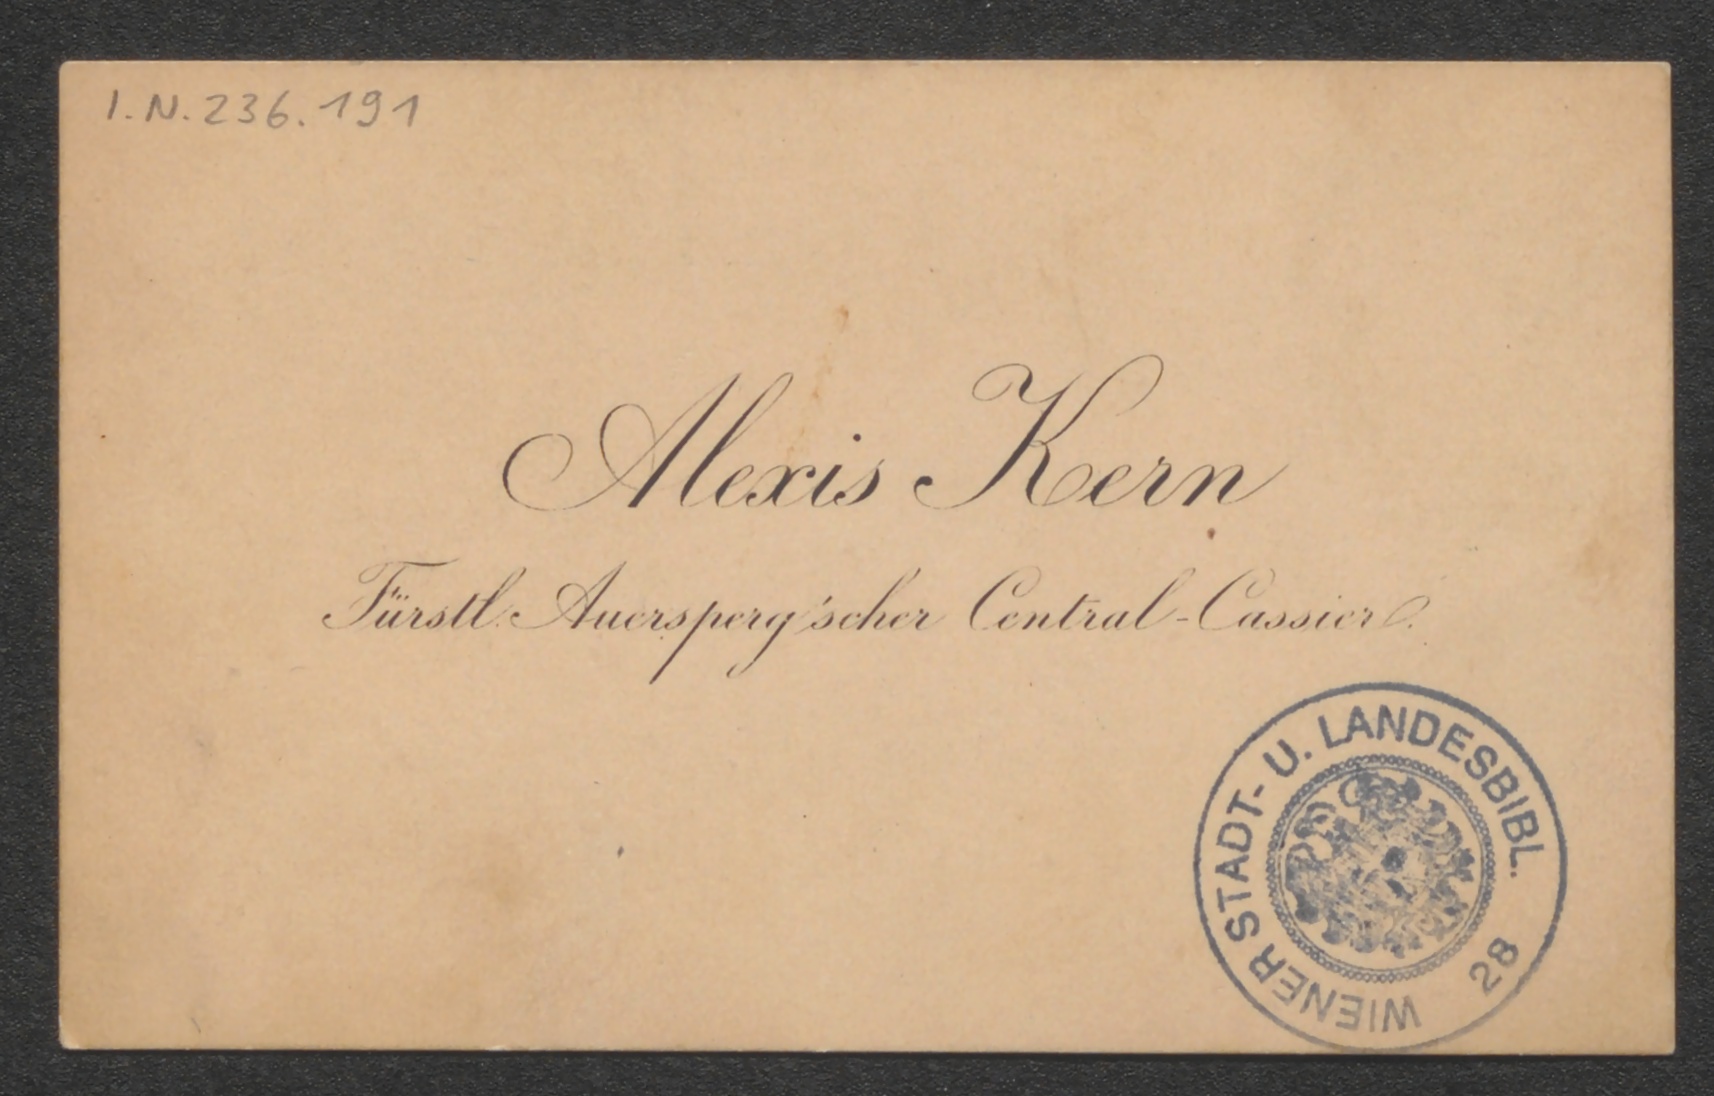 I.N.236.191
Alexis Kern
Fürstl. Auersperg'scher Central-Cassier.
WIENER STADT- U. LANDESBIBL.
28